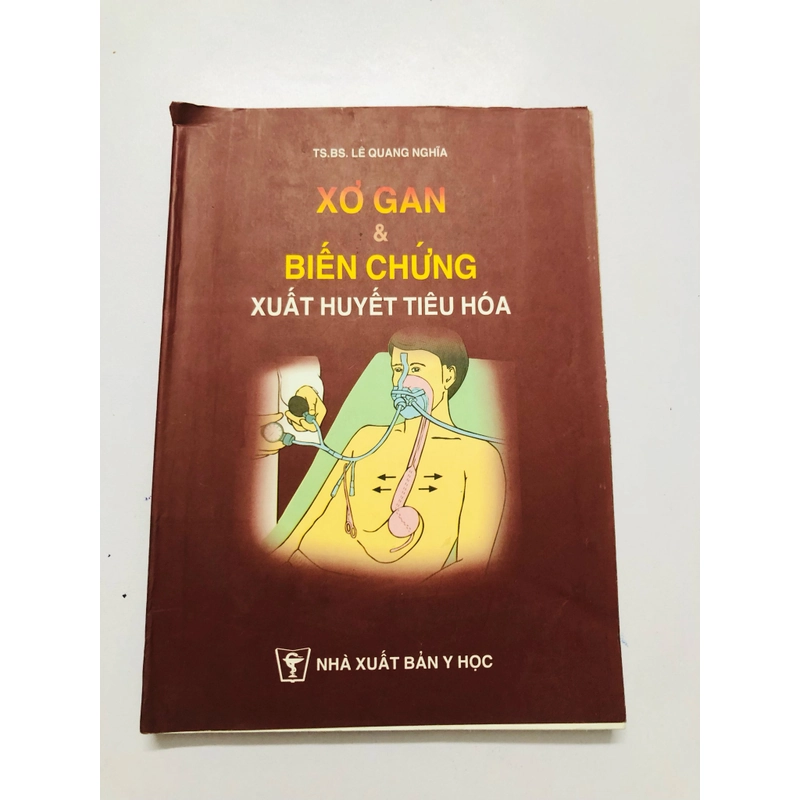 TS.BS. LÊ QUANG NGHĨA
XƠ GAN
&
BIẾN CHỨNG
XUẤT HUYẾT TIÊU HÓA
NHÀ XUẤT BẢN Y HỌC